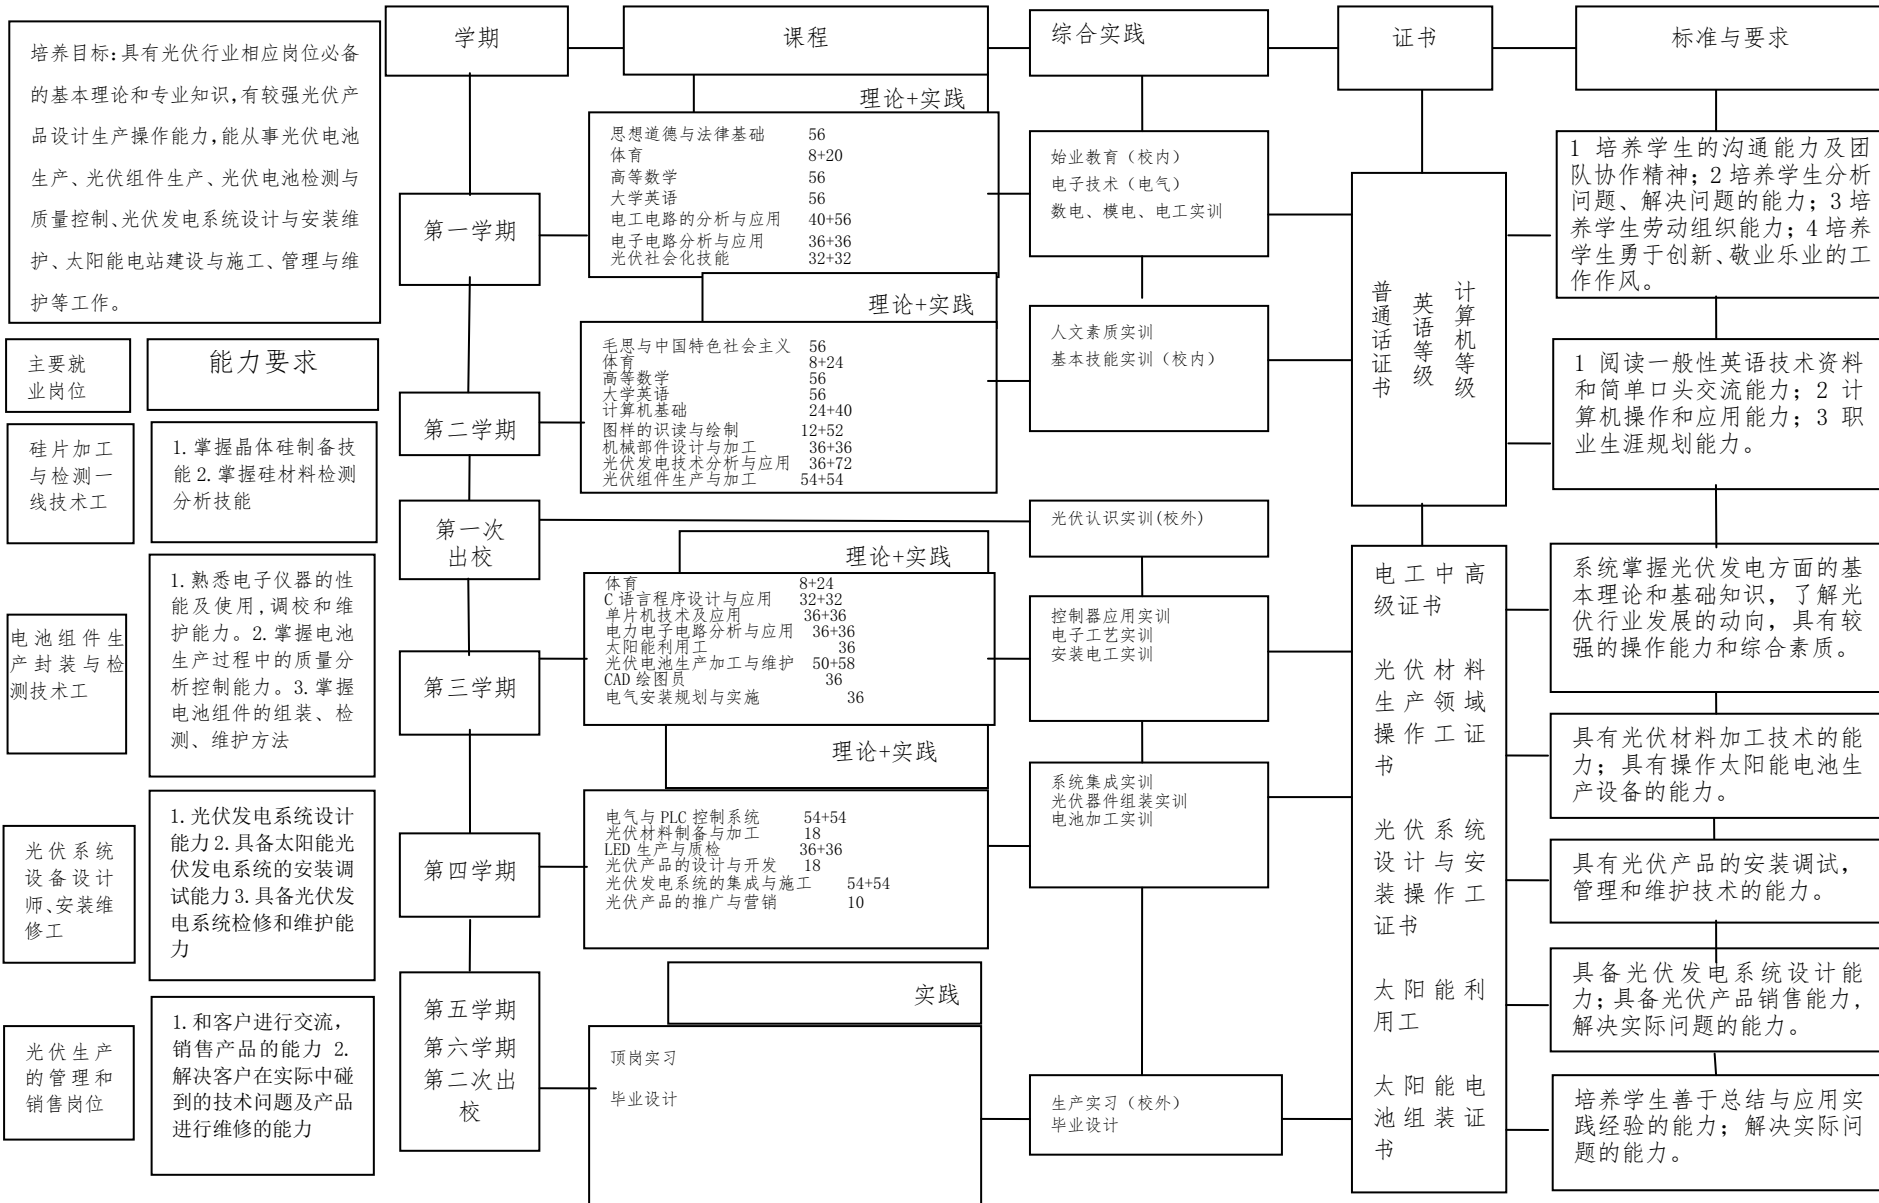 培养目标:具有光伏行业相应岗位必备
的基本理论和专业知识,有较强光伏产
品设计生产操作能力,能从事光伏电池
生产、光伏组件生产、光伏电池检测与
质量控制、光伏发电系统设计与安装维
护、太阳能电站建设与施工、管理与维
护等工作。
主要就
业岗位
能力要求
硅片加工
与检测一
线技术工
1.掌握晶体硅制备技
能 2.掌握硅材料检测
分析技能
电池组件生
产封装与检
测技术工
1.熟悉电子仪器的性
能及使用,调校和维
护能力。2.掌握电池
生产过程中的质量分
析控制能力。3.掌握
电池组件的组装、检
测、维护方法
光伏系统
设备设计
师、安装维
修工
1.光伏发电系统设计
能力 2.具备太阳能光
伏发电系统的安装调
试能力 3.具备光伏发
电系统检修和维护能
力
光伏生产
的管理和
销售岗位
1.和客户进行交流，
销售产品的能力 2.
解决客户在实际中碰
到的技术问题及产品
进行维修的能力
学期
第一学期
第二学期
第一次
出校
第三学期
第四学期
第五学期
第六学期
第二次出
校
课程
理论+实践
思想道德与法律基础 56
体育 8+20
高等数学 56
大学英语 56
电工电路的分析与应用 40+56
电子电路分析与应用 36+36
光伏社会化技能 32+32
理论+实践
毛思与中国特色社会主义 56
体育 8+24
高等数学 56
大学英语 56
计算机基础 24+40
图样的识读与绘制 12+52
机械部件设计与加工 36+36
光伏发电技术分析与应用 36+72
光伏组件生产与加工 54+54
理论+实践
体育 8+24
C 语言程序设计与应用 32+32
单片机技术及应用 36+36
电力电子电路分析与应用 36+36
太阳能利用工 36
光伏电池生产加工与维护 50+58
CAD 绘图员 36
电气安装规划与实施 36
理论+实践
电气与 PLC 控制系统 54+54
光伏材料制备与加工 18
LED 生产与质检 36+36
光伏产品的设计与开发 18
光伏发电系统的集成与施工 54+54
光伏产品的推广与营销 10
实践
顶岗实习
毕业设计
综合实践
始业教育（校内）
电子技术（电气）
数电、模电、电工实训
人文素质实训
基本技能实训（校内）
光伏认识实训(校外)
控制器应用实训
电子工艺实训
安装电工实训
系统集成实训
光伏器件组装实训
电池加工实训
生产实习（校外）
毕业设计
证书
计算机等级
英语等级
普通话证书
电工中高
级证书
光伏材料
生产领域
操作工证
书
光伏系统
设计与安
装操作工
证书
太阳能利
用工
太阳能电
池组装证
书
标准与要求
1 培养学生的沟通能力及团
队协作精神；2 培养学生分析
问题、解决问题的能力；3 培
养学生劳动组织能力；4 培养
学生勇于创新、敬业乐业的工
作作风。
1 阅读一般性英语技术资料
和简单口头交流能力；2 计
算机操作和应用能力；3 职
业生涯规划能力。
系统掌握光伏发电方面的基
本理论和基础知识，了解光
伏行业发展的动向，具有较
强的操作能力和综合素质。
具有光伏材料加工技术的能
力；具有操作太阳能电池生
产设备的能力。
具有光伏产品的安装调试，
管理和维护技术的能力。
具备光伏发电系统设计能
力;具备光伏产品销售能力，
解决实际问题的能力。
培养学生善于总结与应用实
践经验的能力；解决实际问
题的能力。